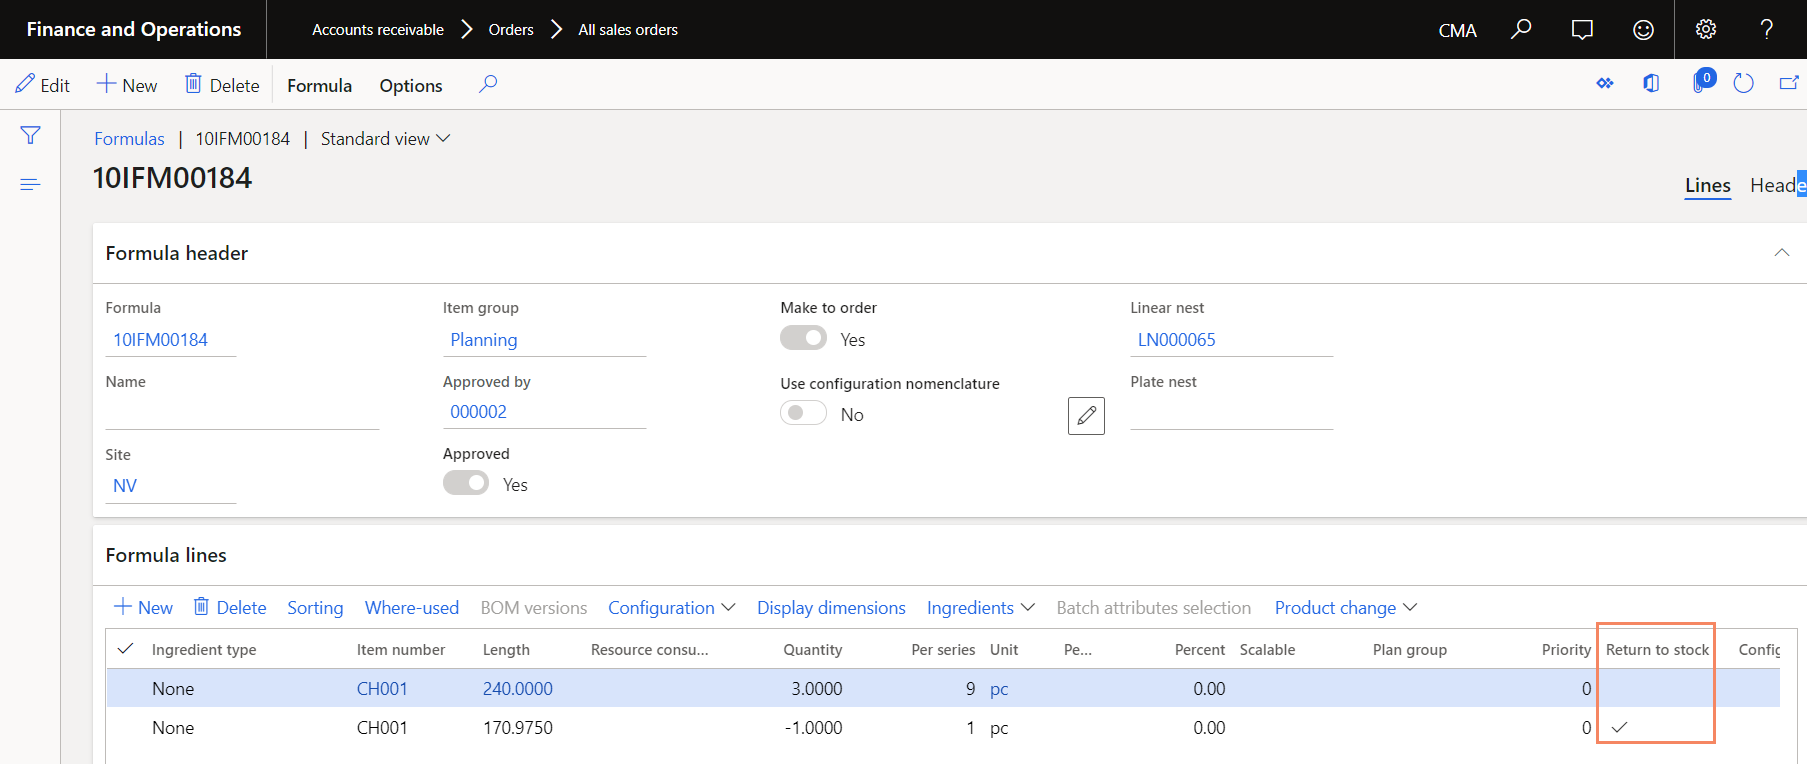 Finance and Operations Accounts receivable Orders All sales orders CMA ?
Edit New Delete Formula Options 0
Formulas | 10IFM00184 | Standard view
10IFM00184
Lines Heade
Formula header
Formula Item group Make to order Linear nest
10IFM00184 Planning Yes LN000065
Name Approved by Use configuration nomenclature Plate nest
000002 No
Site Approved
NV Yes
Formula lines
New Delete Sorting Where-used BOM versions Configuration Display dimensions Ingredients Batch attributes selection Product change
Ingredient type Item number Length Resource consu... Quantity Per series Unit Pe... Percent Scalable Plan group Priority Return to stock Config
None CH001 240.0000 3.0000 9 pc 0.00 0
None CH001 170.9750 -1.0000 1 pc 0.00 0